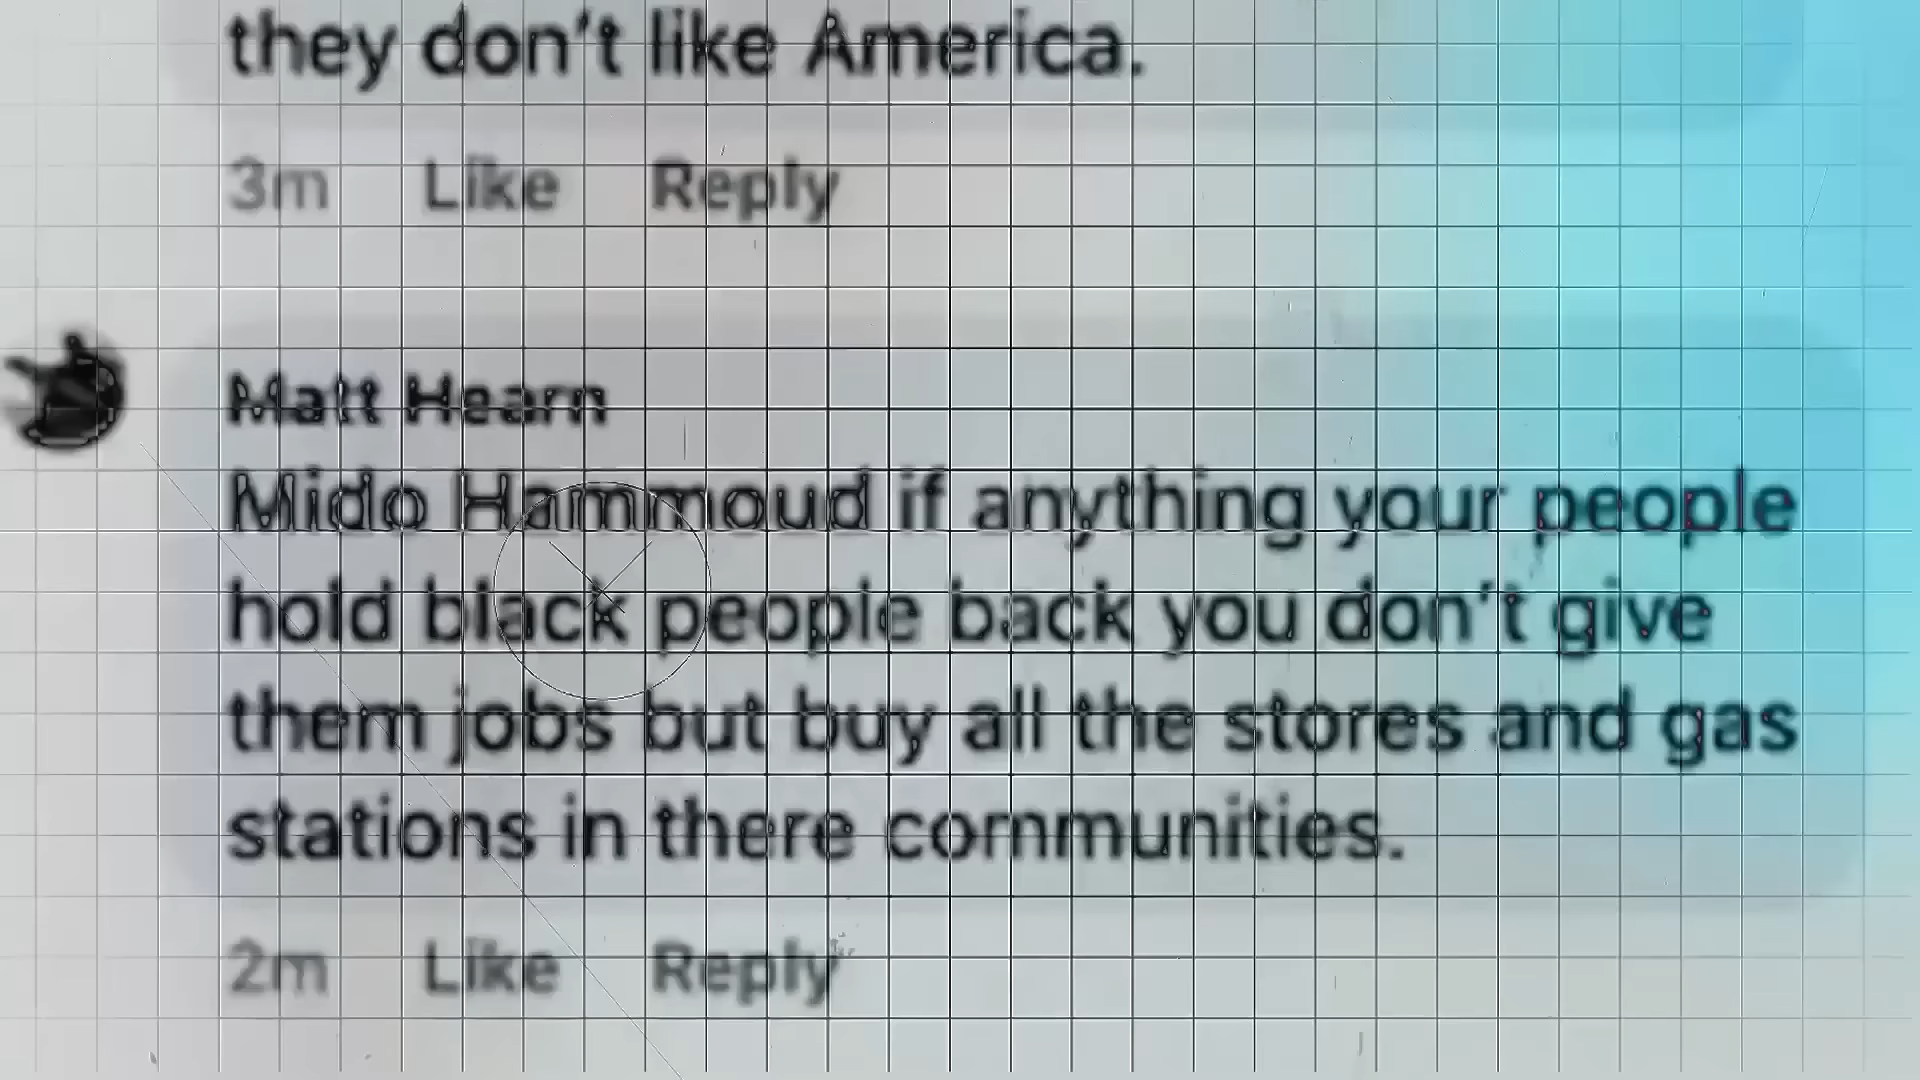 they don't like America.
3m Like Reply
Matt Hearn
Mido Hammoud if anything your people
hold black people back you don't give
them jobs but buy all the stores and gas
stations in there communities.
2m Like Reply